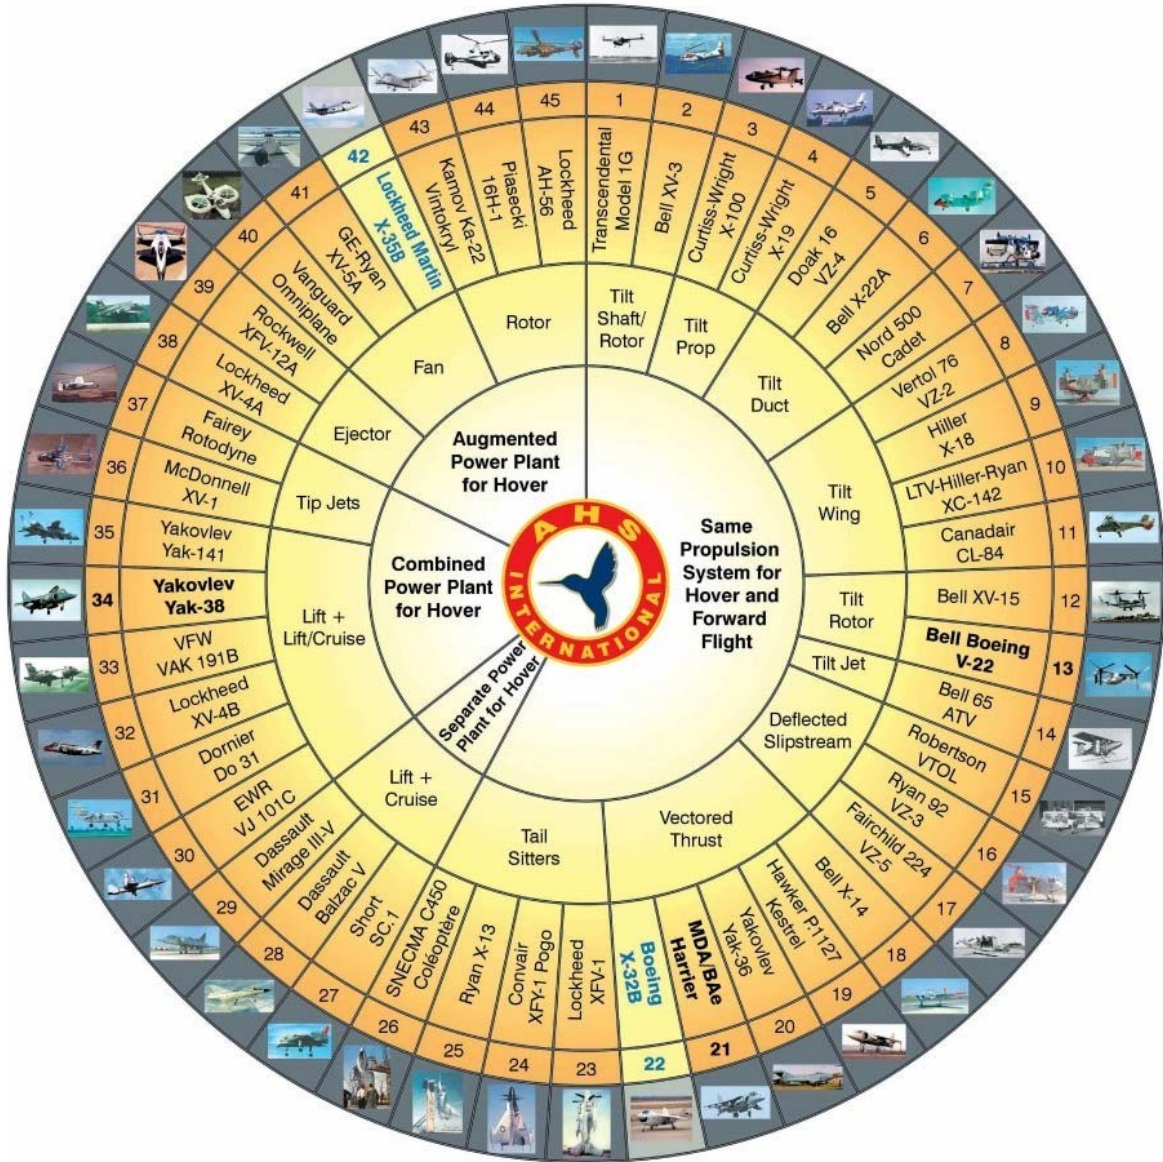 AHS
INTERNATIONAL
Same
Propulsion
System for
Hover and
Forward
Flight
Separate Power
Plant for Hover
Combined
Power Plant
for Hover
Augmented
Power Plant
for Hover
Tilt
Shaft/
Rotor
Tilt
Prop
Tilt
Duct
Tilt
Wing
Tilt
Rotor
Tilt Jet
Deflected
Slipstream
Vectored
Thrust
Tail
Sitters
Lift +
Cruise
Lift +
Lift/Cruise
Tip Jets
Ejector
Fan
Rotor
1
Transcendental
Model 1G
2
Bell XV-3
3
Curtiss-Wright
X-100
4
Curtiss-Wright
X-19
5
Doak 16
VZ-4
6
Bell X-22A
7
Nord 500
Cadet
8
Vertol 76
VZ-2
9
Hiller
X-18
10
LTV-Hiller-Ryan
XC-142
11
Canadair
CL-84
12
Bell XV-15
13
Bell Boeing
V-22
14
Bell 65
ATV
15
Robertson
VTOL
16
Ryan 92
VZ-3
17
Fairchild 224
VZ-5
18
Bell X-14
19
Hawker P.1127
Kestrel
20
Yakovlev
Yak-36
21
MDA/BAe
Harrier
22
Boeing
X-32B
23
Lockheed
XFV-1
24
Convair
XFY-1 Pogo
25
Ryan X-13
26
SNECMA C450
Coléoptère
27
Short
SC.1
28
Dassault
Balzac V
29
Dassault
Mirage III-V
30
EWR
VJ 101C
31
Dornier
Do 31
32
Lockheed
XV-4B
33
VFW
VAK 191B
34
Yakovlev
Yak-38
35
Yakovlev
Yak-141
36
McDonnell
XV-1
37
Fairey
Rotodyne
38
Lockheed
XV-4A
39
Rockwell
XFV-12A
40
Vanguard
Omniplane
41
GE-Ryan
XV-5A
42
Lockheed Martin
X-35B
43
Kamov Ka-22
Vintokryl
44
Piasecki
16H-1
45
Lockheed
AH-56